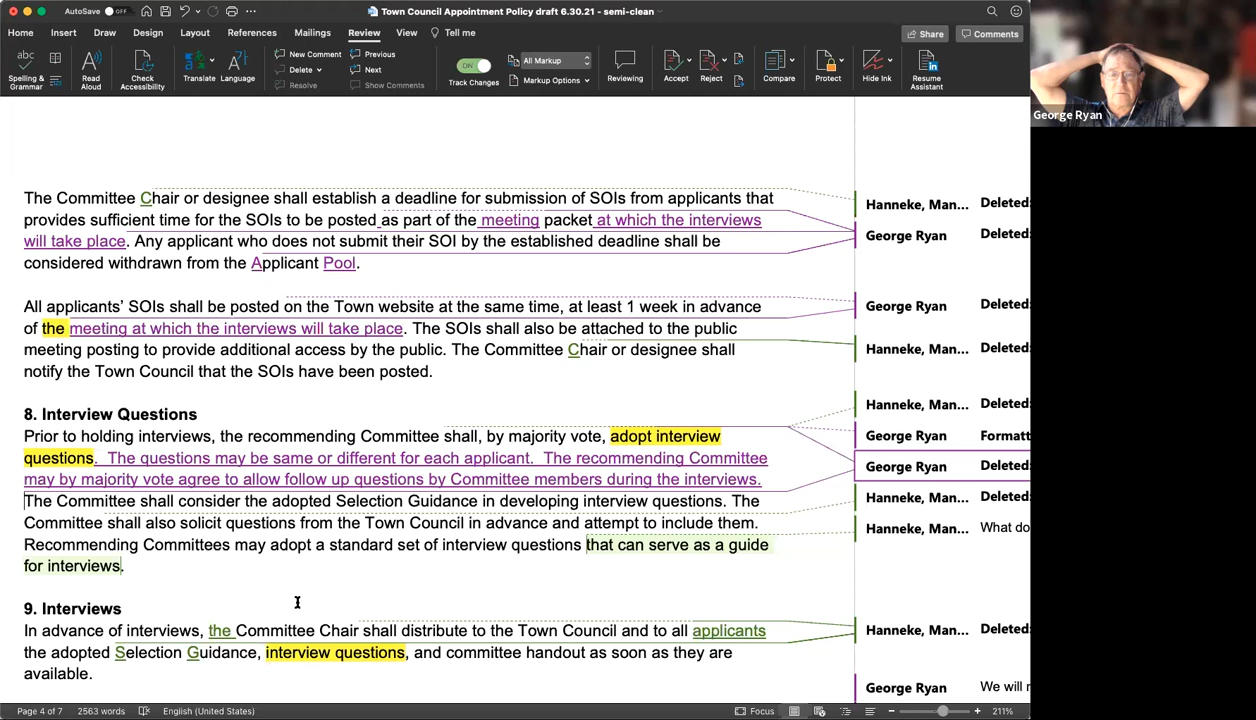 AutoSave OFF Town Council Appointment Policy draft 6.30.21 - semi-clean
Home Insert Draw Design Layout References Mailings Review View Tell me Share Comments
abc Spelling & Grammar
Read Aloud
Check Accessibility
Translate
Language
New Comment
Delete
Resolve
Previous
Next
Show Comments
ON
Track Changes
All Markup
Markup Options
Reviewing
Accept
Reject
Compare
Protect
Hide Ink
Resume Assistant
George Ryan
The Committee Chair or designee shall establish a deadline for submission of SOIs from applicants that
provides sufficient time for the SOIs to be posted as part of the meeting packet at which the interviews
will take place. Any applicant who does not submit their SOI by the established deadline shall be
considered withdrawn from the Applicant Pool.
All applicants' SOIs shall be posted on the Town website at the same time, at least 1 week in advance
of the meeting at which the interviews will take place. The SOIs shall also be attached to the public
meeting posting to provide additional access by the public. The Committee Chair or designee shall
notify the Town Council that the SOIs have been posted.
8. Interview Questions
Prior to holding interviews, the recommending Committee shall, by majority vote, adopt interview
questions.  The questions may be same or different for each applicant.  The recommending Committee
may by majority vote agree to allow follow up questions by Committee members during the interviews.
The Committee shall consider the adopted Selection Guidance in developing interview questions. The
Committee shall also solicit questions from the Town Council in advance and attempt to include them.
Recommending Committees may adopt a standard set of interview questions that can serve as a guide
for interviews.
9. Interviews
In advance of interviews, the Committee Chair shall distribute to the Town Council and to all applicants
the adopted Selection Guidance, interview questions, and committee handout as soon as they are
available.
Hanneke, Man... Deleted:
George Ryan Deleted:
George Ryan Deleted:
Hanneke, Man... Deleted:
Hanneke, Man... Deleted:
George Ryan Formatt
George Ryan Deleted:
Hanneke, Man... Deleted:
Hanneke, Man... What do
Hanneke, Man... Deleted:
George Ryan We will r
Page 4 of 7 2563 words English (United States) Focus 211%